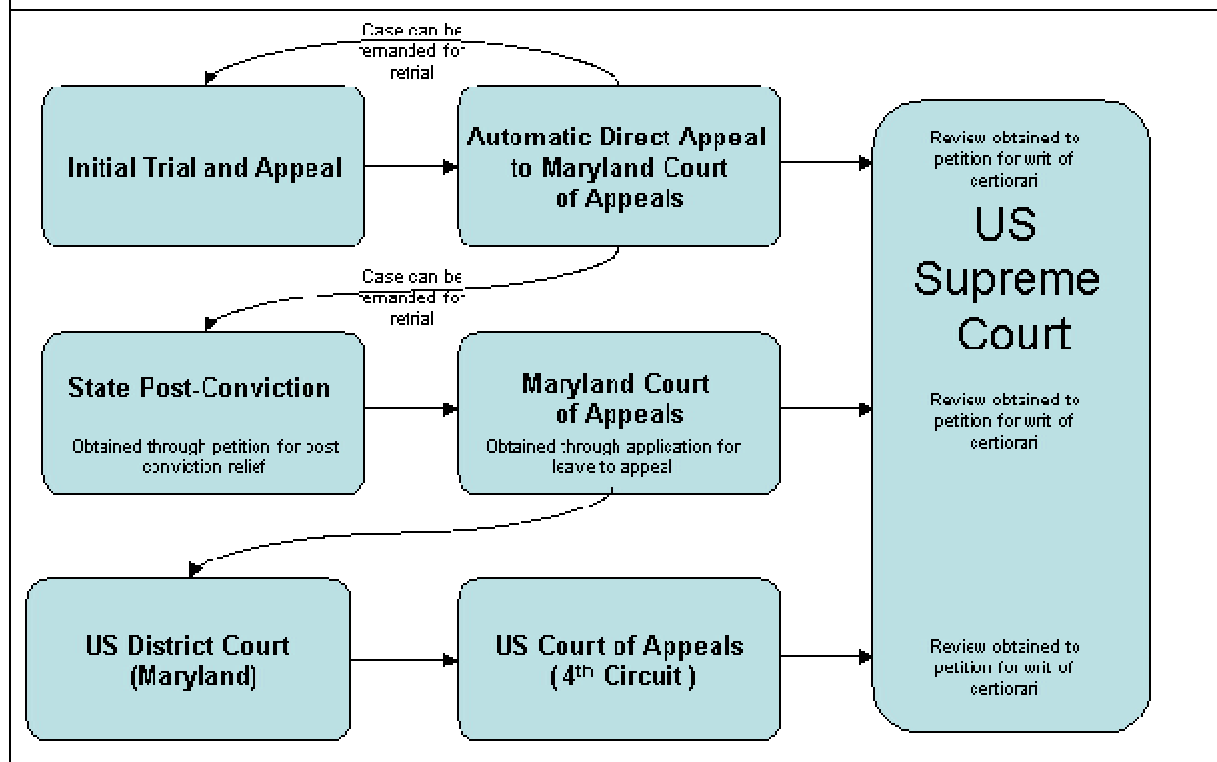 Case can be
emanded for
retrial
Initial Trial and Appeal
Automatic Direct Appeal
to Maryland Court
of Appeals
Review obtained to
petition for writ of
certiorari
US
Supreme
Court
Case can be
emanded for
retrial
State Post-Conviction
Obtained through petition for post
conviction relief
Maryland Court
of Appeals
Obtained through application for
leave to appeal
Review obtained to
petition for writ of
certiorari
US District Court
(Maryland)
US Court of Appeals
(4th Circuit)
Review obtained to
petition for writ of
certiorari